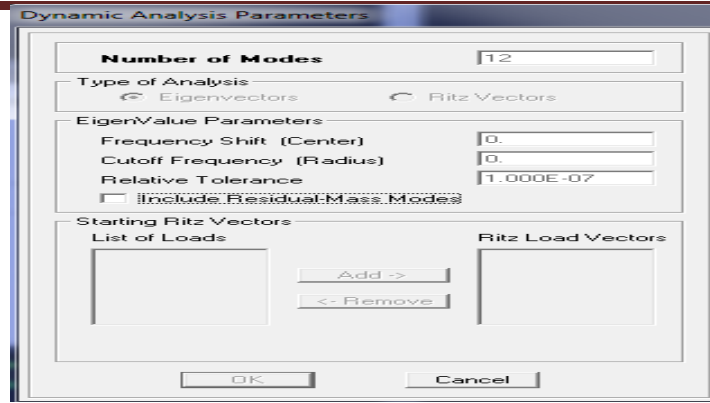 Dynamic Analysis Parameters
Number of Modes 12
Type of Analysis
Eigenvectors Ritz Vectors
EigenValue Parameters
Frequency Shift (Center) 0.
Cutoff Frequency (Radius) 0.
Relative Tolerance 1.000E-07
Include Residual-Mass Modes
Starting Ritz Vectors
List of Loads Ritz Load Vectors
Add ->
<- Remove
OK Cancel